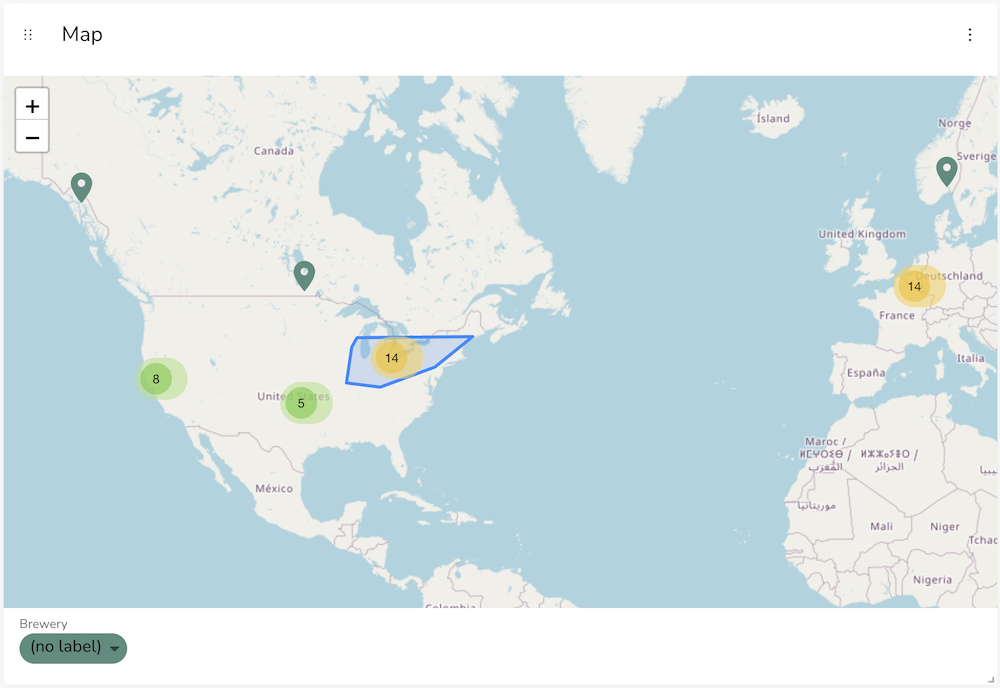 Map
+
−
Ísland
Norge
Canada
Sverige
United Kingdom
Deutschland
14
France
14
Italia
España
8
United States
5
Maroc /
ⵍⵎⵖⵔⵉⴱ /
المغرب
ⵍⵣⵣⴰⵢⴻⵔ /
الجزائر
México
موريتانيا
Mali
Niger
Nigeria
Colombia
Brewery
(no label)